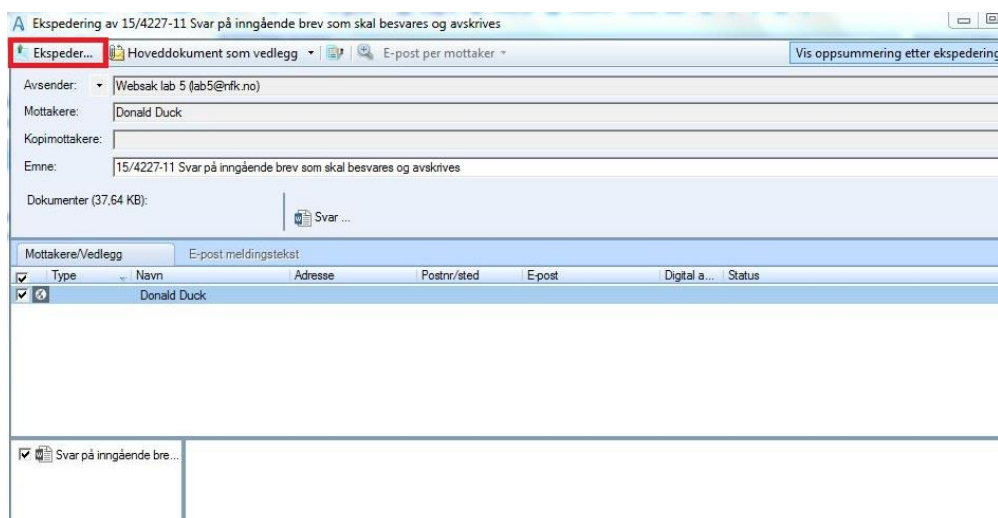 Ekspedering av 15/4227-11 Svar på inngående brev som skal besvares og avskrives
Ekspeder... Hoveddokument som vedlegg E-post per mottaker Vis oppsummering etter ekspedering
Avsender: Websak lab 5 (lab5@nfk.no)
Mottakere: Donald Duck
Kopimottakere:
Emne: 15/4227-11 Svar på inngående brev som skal besvares og avskrives
Dokumenter (37,64 KB):
Svar ...
Mottakere/Vedlegg E-post meldingstekst
Type Navn Adresse Postnr/sted E-post Digital a... Status
Donald Duck
Svar på inngående bre...